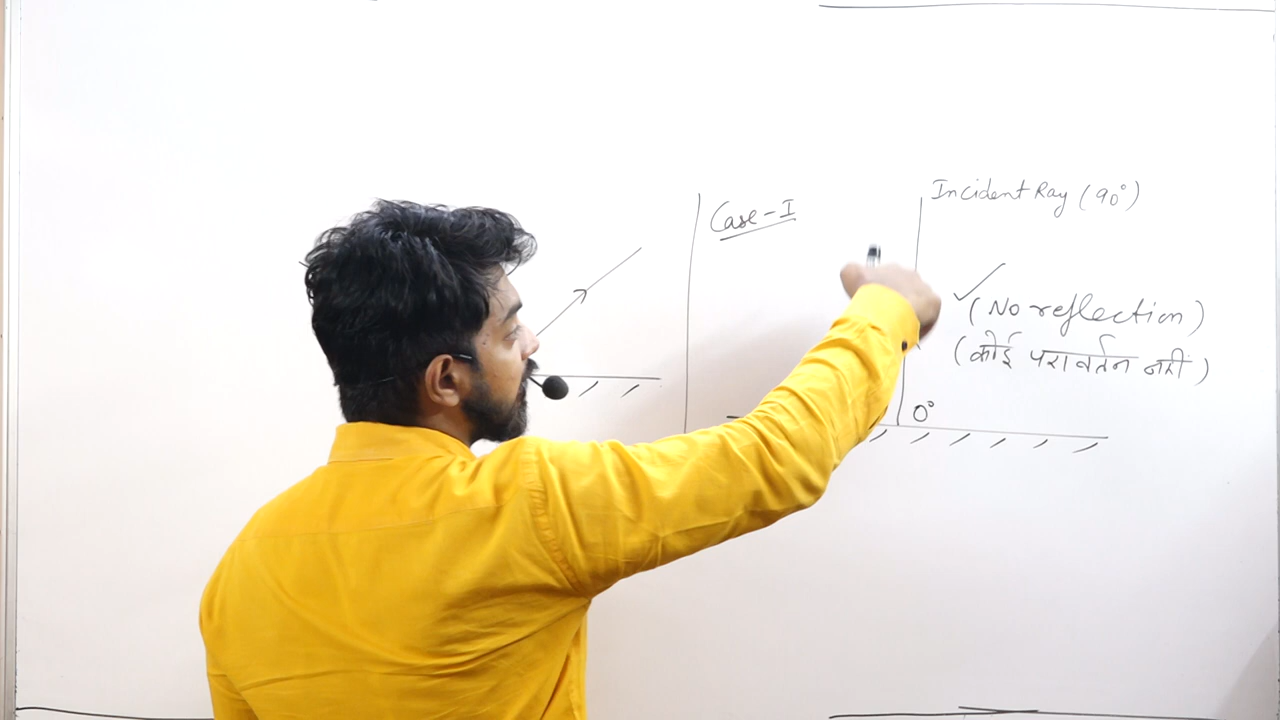 Case-I
Incident Ray (90°)
(No reflection)
(कोई परावर्तन नहीं)
0°